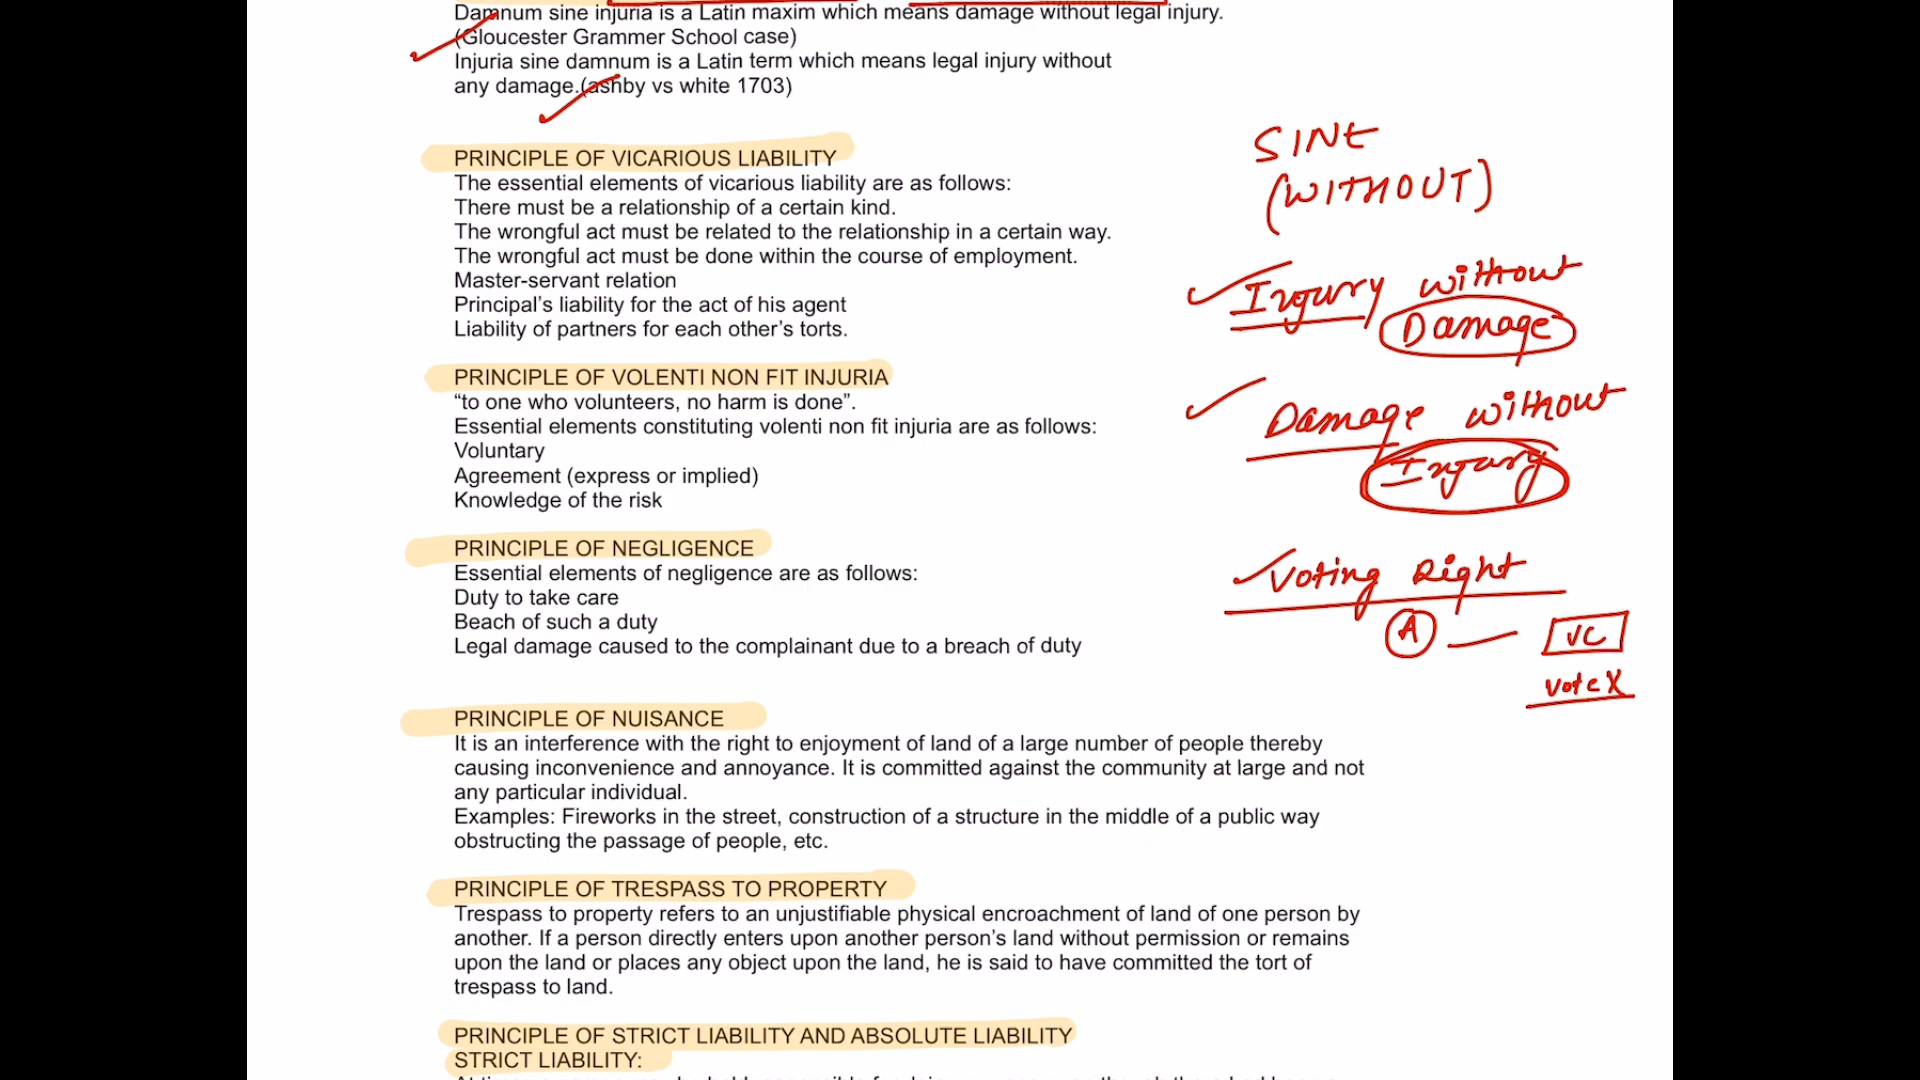 Damnum sine injuria is a Latin maxim which means damage without legal injury.
(Gloucester Grammer School case)
Injuria sine damnum is a Latin term which means legal injury without
any damage.(ashby vs white 1703)
PRINCIPLE OF VICARIOUS LIABILITY
The essential elements of vicarious liability are as follows:
There must be a relationship of a certain kind.
The wrongful act must be related to the relationship in a certain way.
The wrongful act must be done within the course of employment.
Master-servant relation
Principal’s liability for the act of his agent
Liability of partners for each other’s torts.
PRINCIPLE OF VOLENTI NON FIT INJURIA
“to one who volunteers, no harm is done”.
Essential elements constituting volenti non fit injuria are as follows:
Voluntary
Agreement (express or implied)
Knowledge of the risk
PRINCIPLE OF NEGLIGENCE
Essential elements of negligence are as follows:
Duty to take care
Beach of such a duty
Legal damage caused to the complainant due to a breach of duty
PRINCIPLE OF NUISANCE
It is an interference with the right to enjoyment of land of a large number of people thereby
causing inconvenience and annoyance. It is committed against the community at large and not
any particular individual.
Examples: Fireworks in the street, construction of a structure in the middle of a public way
obstructing the passage of people, etc.
PRINCIPLE OF TRESPASS TO PROPERTY
Trespass to property refers to an unjustifiable physical encroachment of land of one person by
another. If a person directly enters upon another person’s land without permission or remains
upon the land or places any object upon the land, he is said to have committed the tort of
trespass to land.
PRINCIPLE OF STRICT LIABILITY AND ABSOLUTE LIABILITY
STRICT LIABILITY:
SINE
(WITHOUT)
Injury without
Damage
Damage without
Injury
Voting Right
A
VC
Vote X